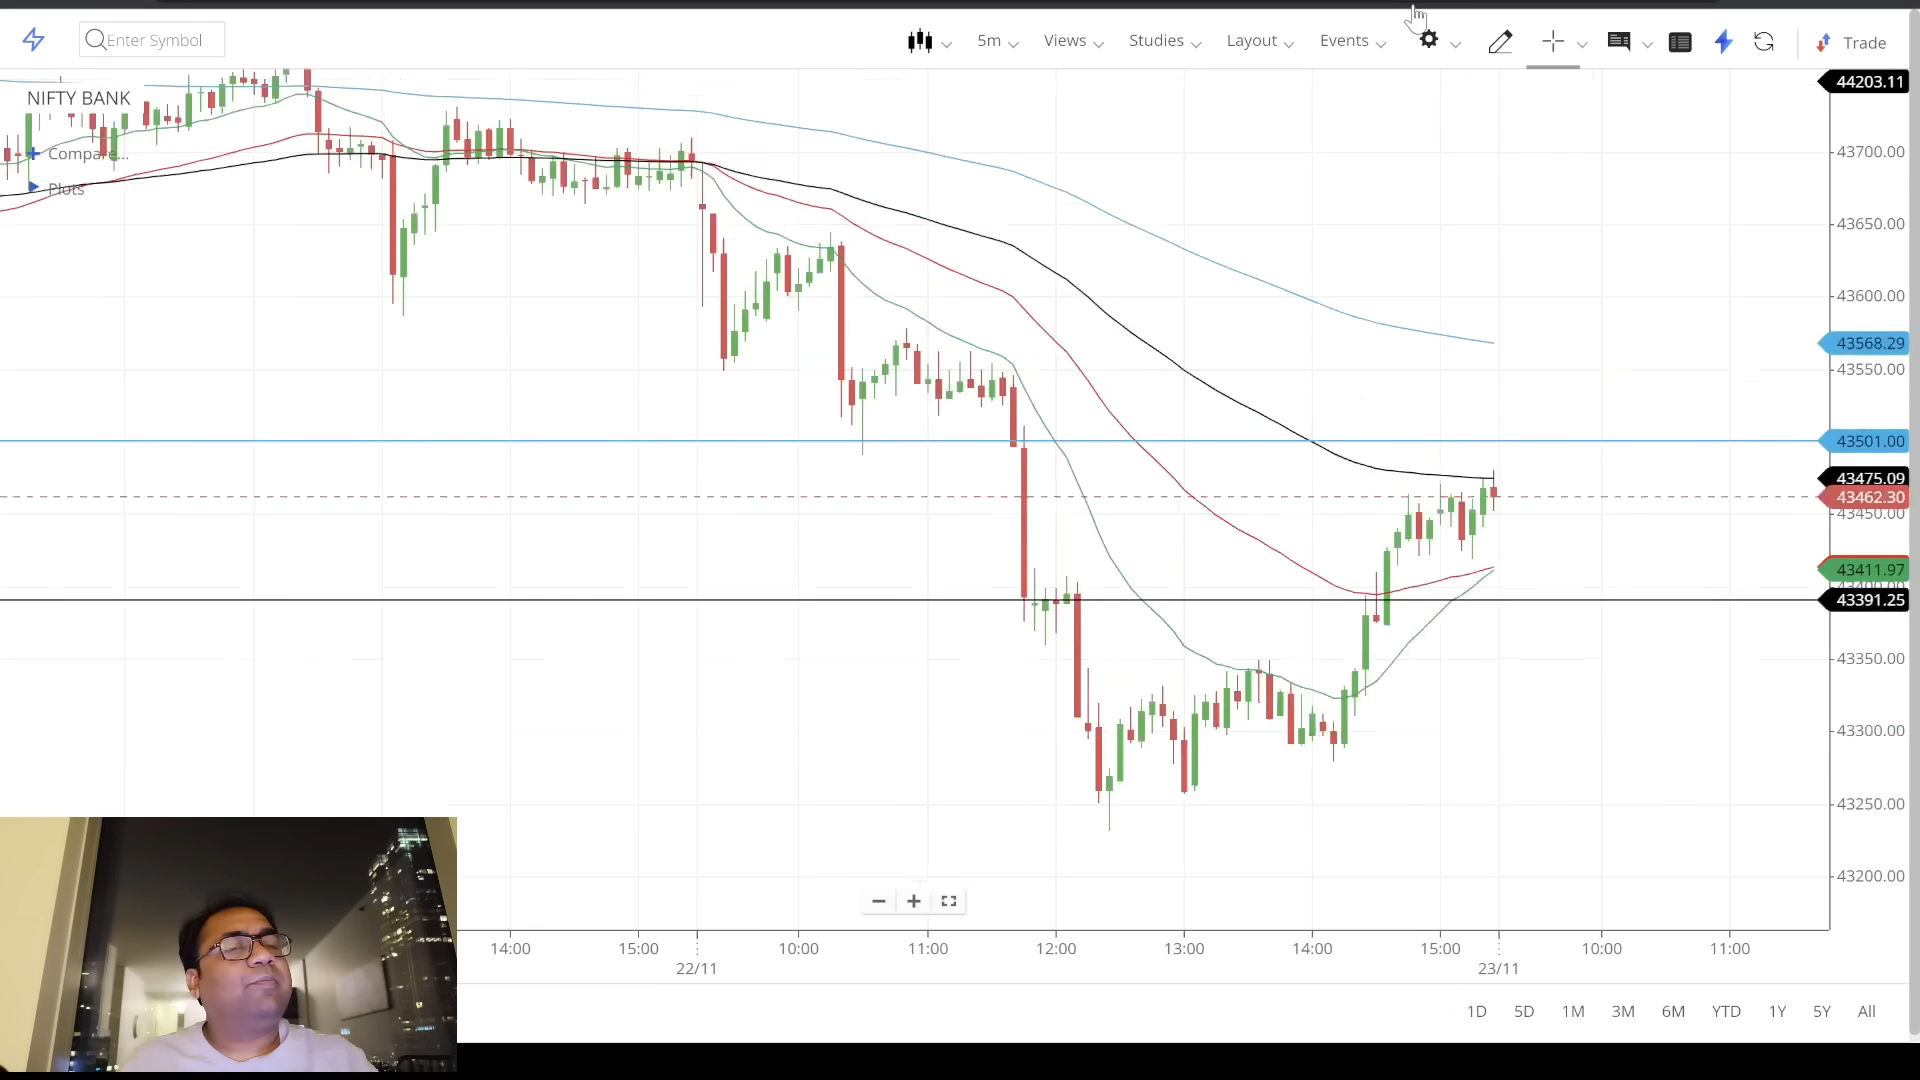 Enter Symbol
5m
Views
Studies
Layout
Events
Trade
NIFTY BANK
Compare...
Plots
44203.11
43700.00
43650.00
43600.00
43568.29
43550.00
43501.00
43475.09
43462.30
43450.00
43411.97
43391.25
43350.00
43300.00
43250.00
43200.00
14:00 15:00 10:00 11:00 12:00 13:00 14:00 15:00 10:00 11:00
22/11 23/11
1D 5D 1M 3M 6M YTD 1Y 5Y All